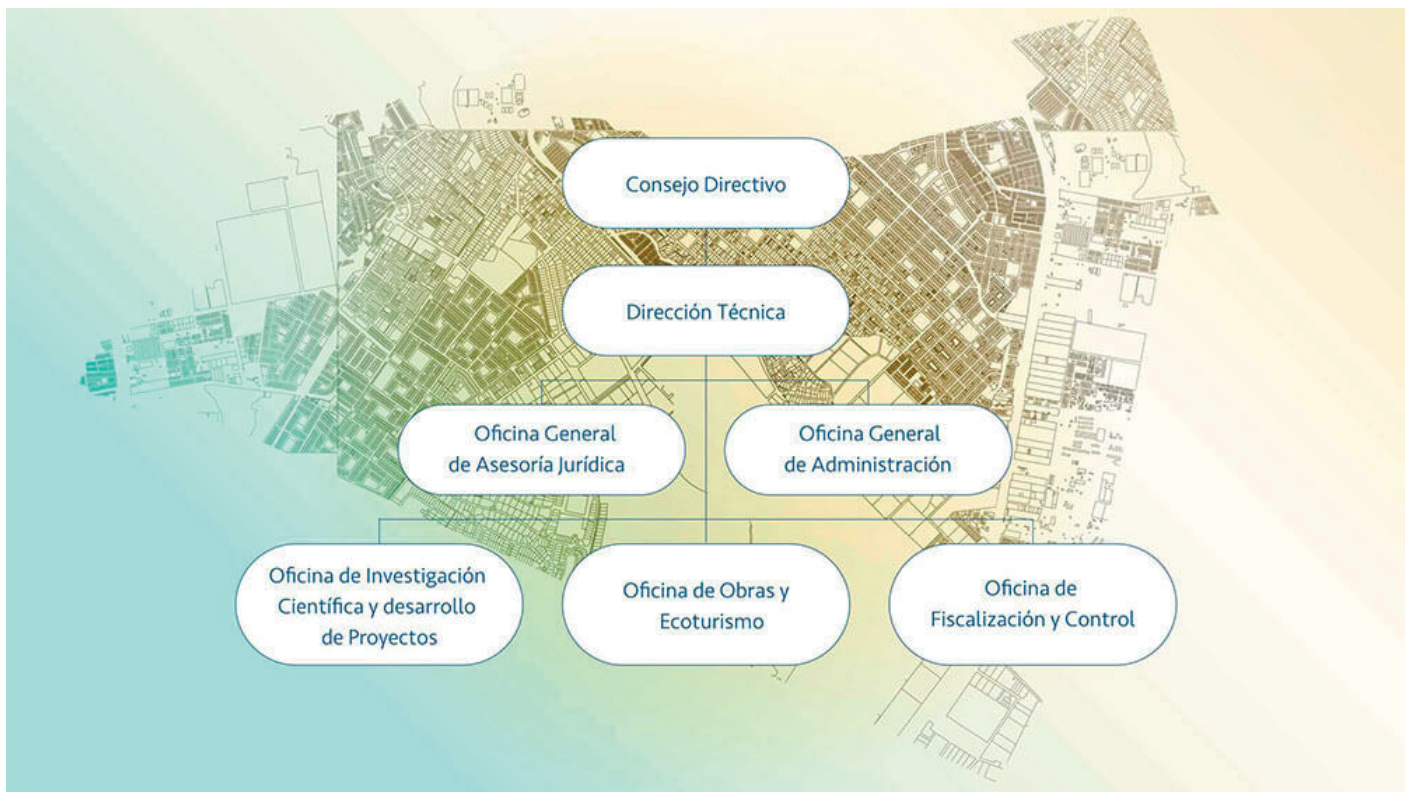 Consejo Directivo
Dirección Técnica
Oficina General
de Asesoría Jurídica
Oficina General
de Administración
Oficina de Investigación
Científica y desarrollo
de Proyectos
Oficina de Obras y
Ecoturismo
Oficina de
Fiscalización y Control